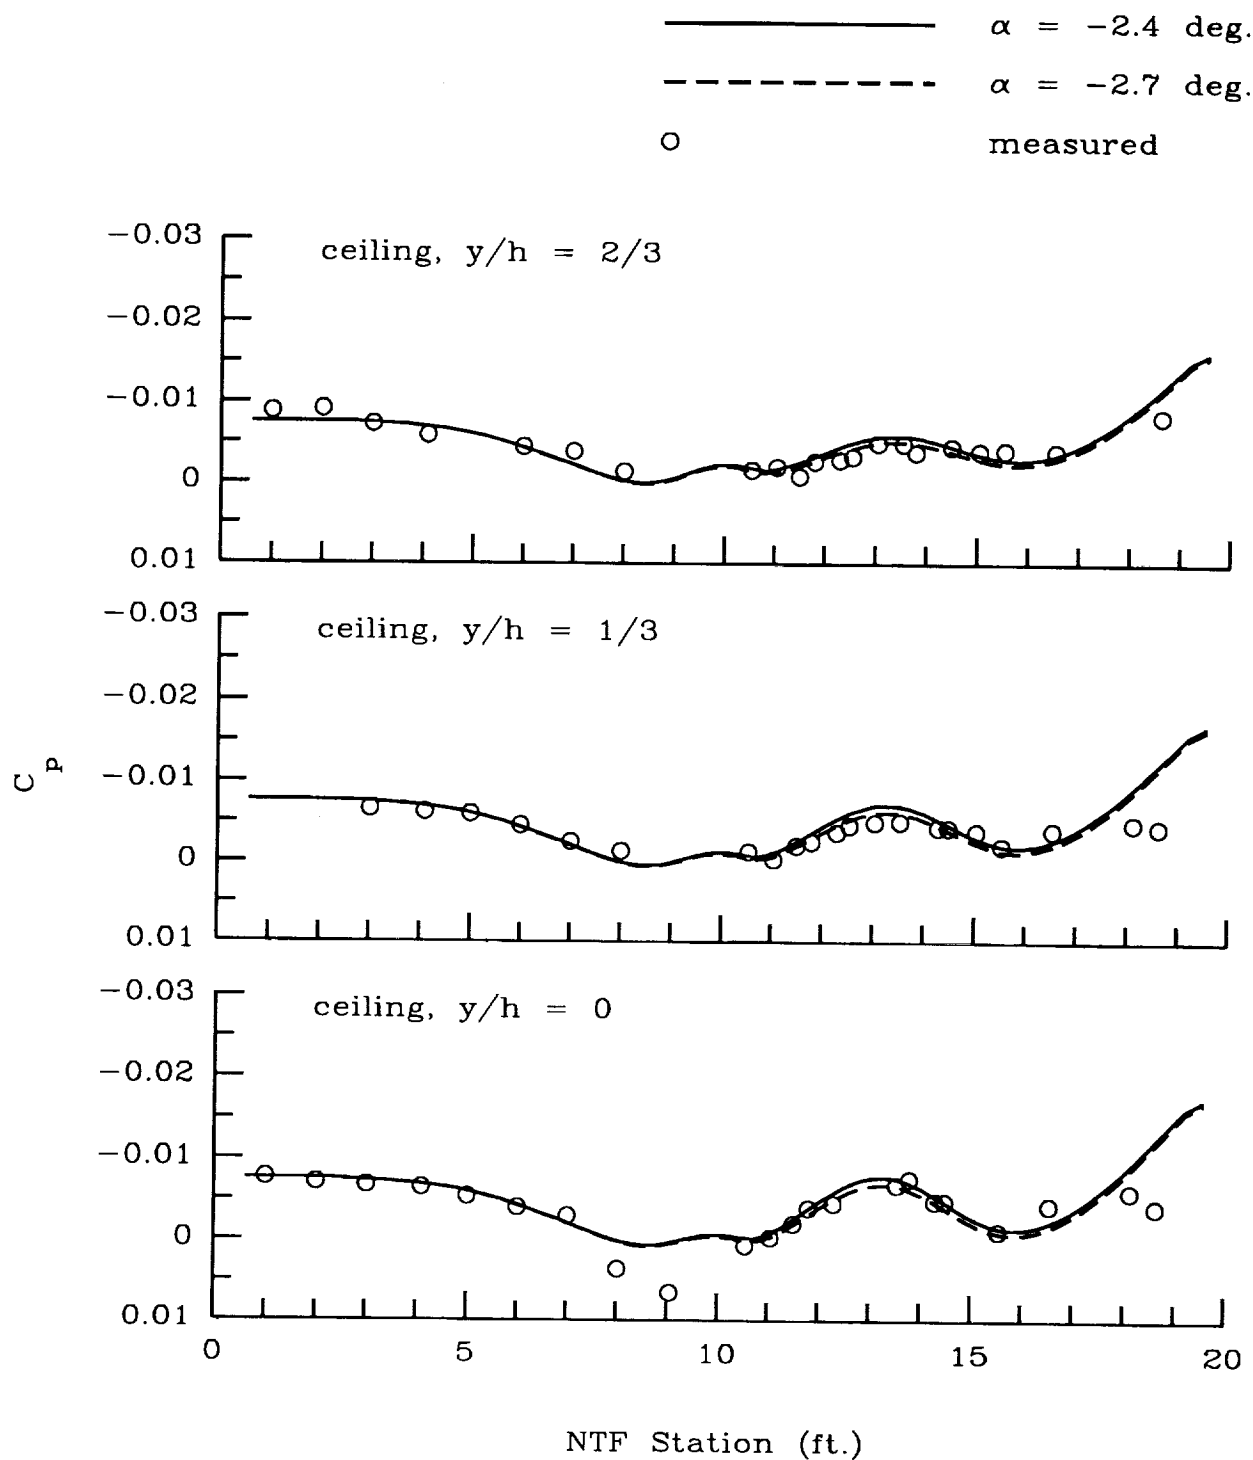 α = −2.4 deg.
α = −2.7 deg.
measured
−0.03
ceiling, y/h = 2/3
−0.02
−0.01
0
0.01
−0.03
ceiling, y/h = 1/3
−0.02
−0.01
0
0.01
C p
−0.03
ceiling, y/h = 0
−0.02
−0.01
0
0.01
0 5 10 15 20
NTF Station (ft.)